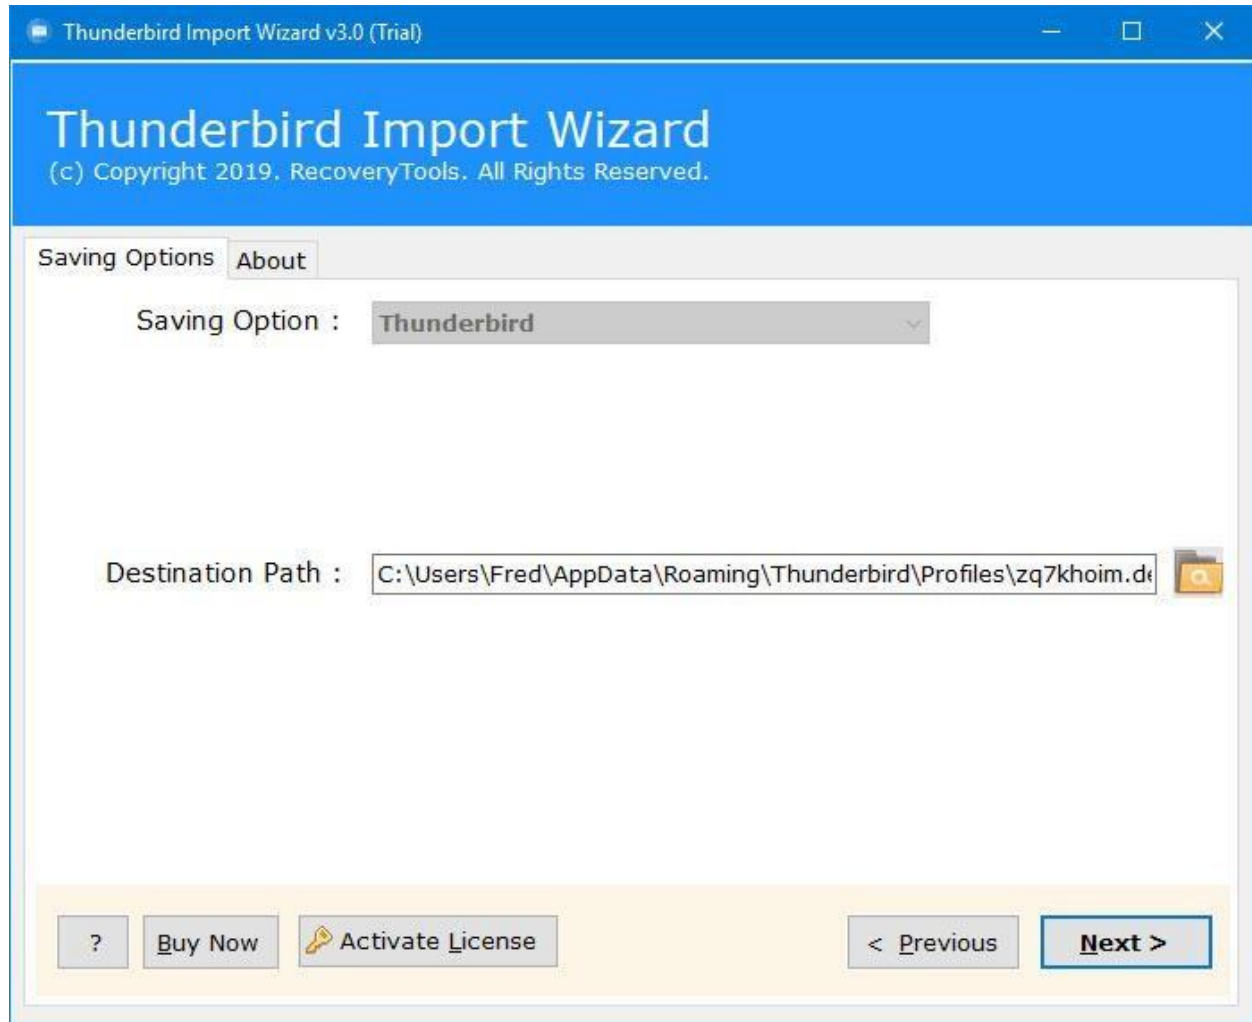 Thunderbird Import Wizard v3.0 (Trial)
Thunderbird Import Wizard
(c) Copyright 2019. RecoveryTools. All Rights Reserved.
Saving Options About
Saving Option : Thunderbird
Destination Path : C:\Users\Fred\AppData\Roaming\Thunderbird\Profiles\zq7khoim.de
? Buy Now Activate License < Previous Next >